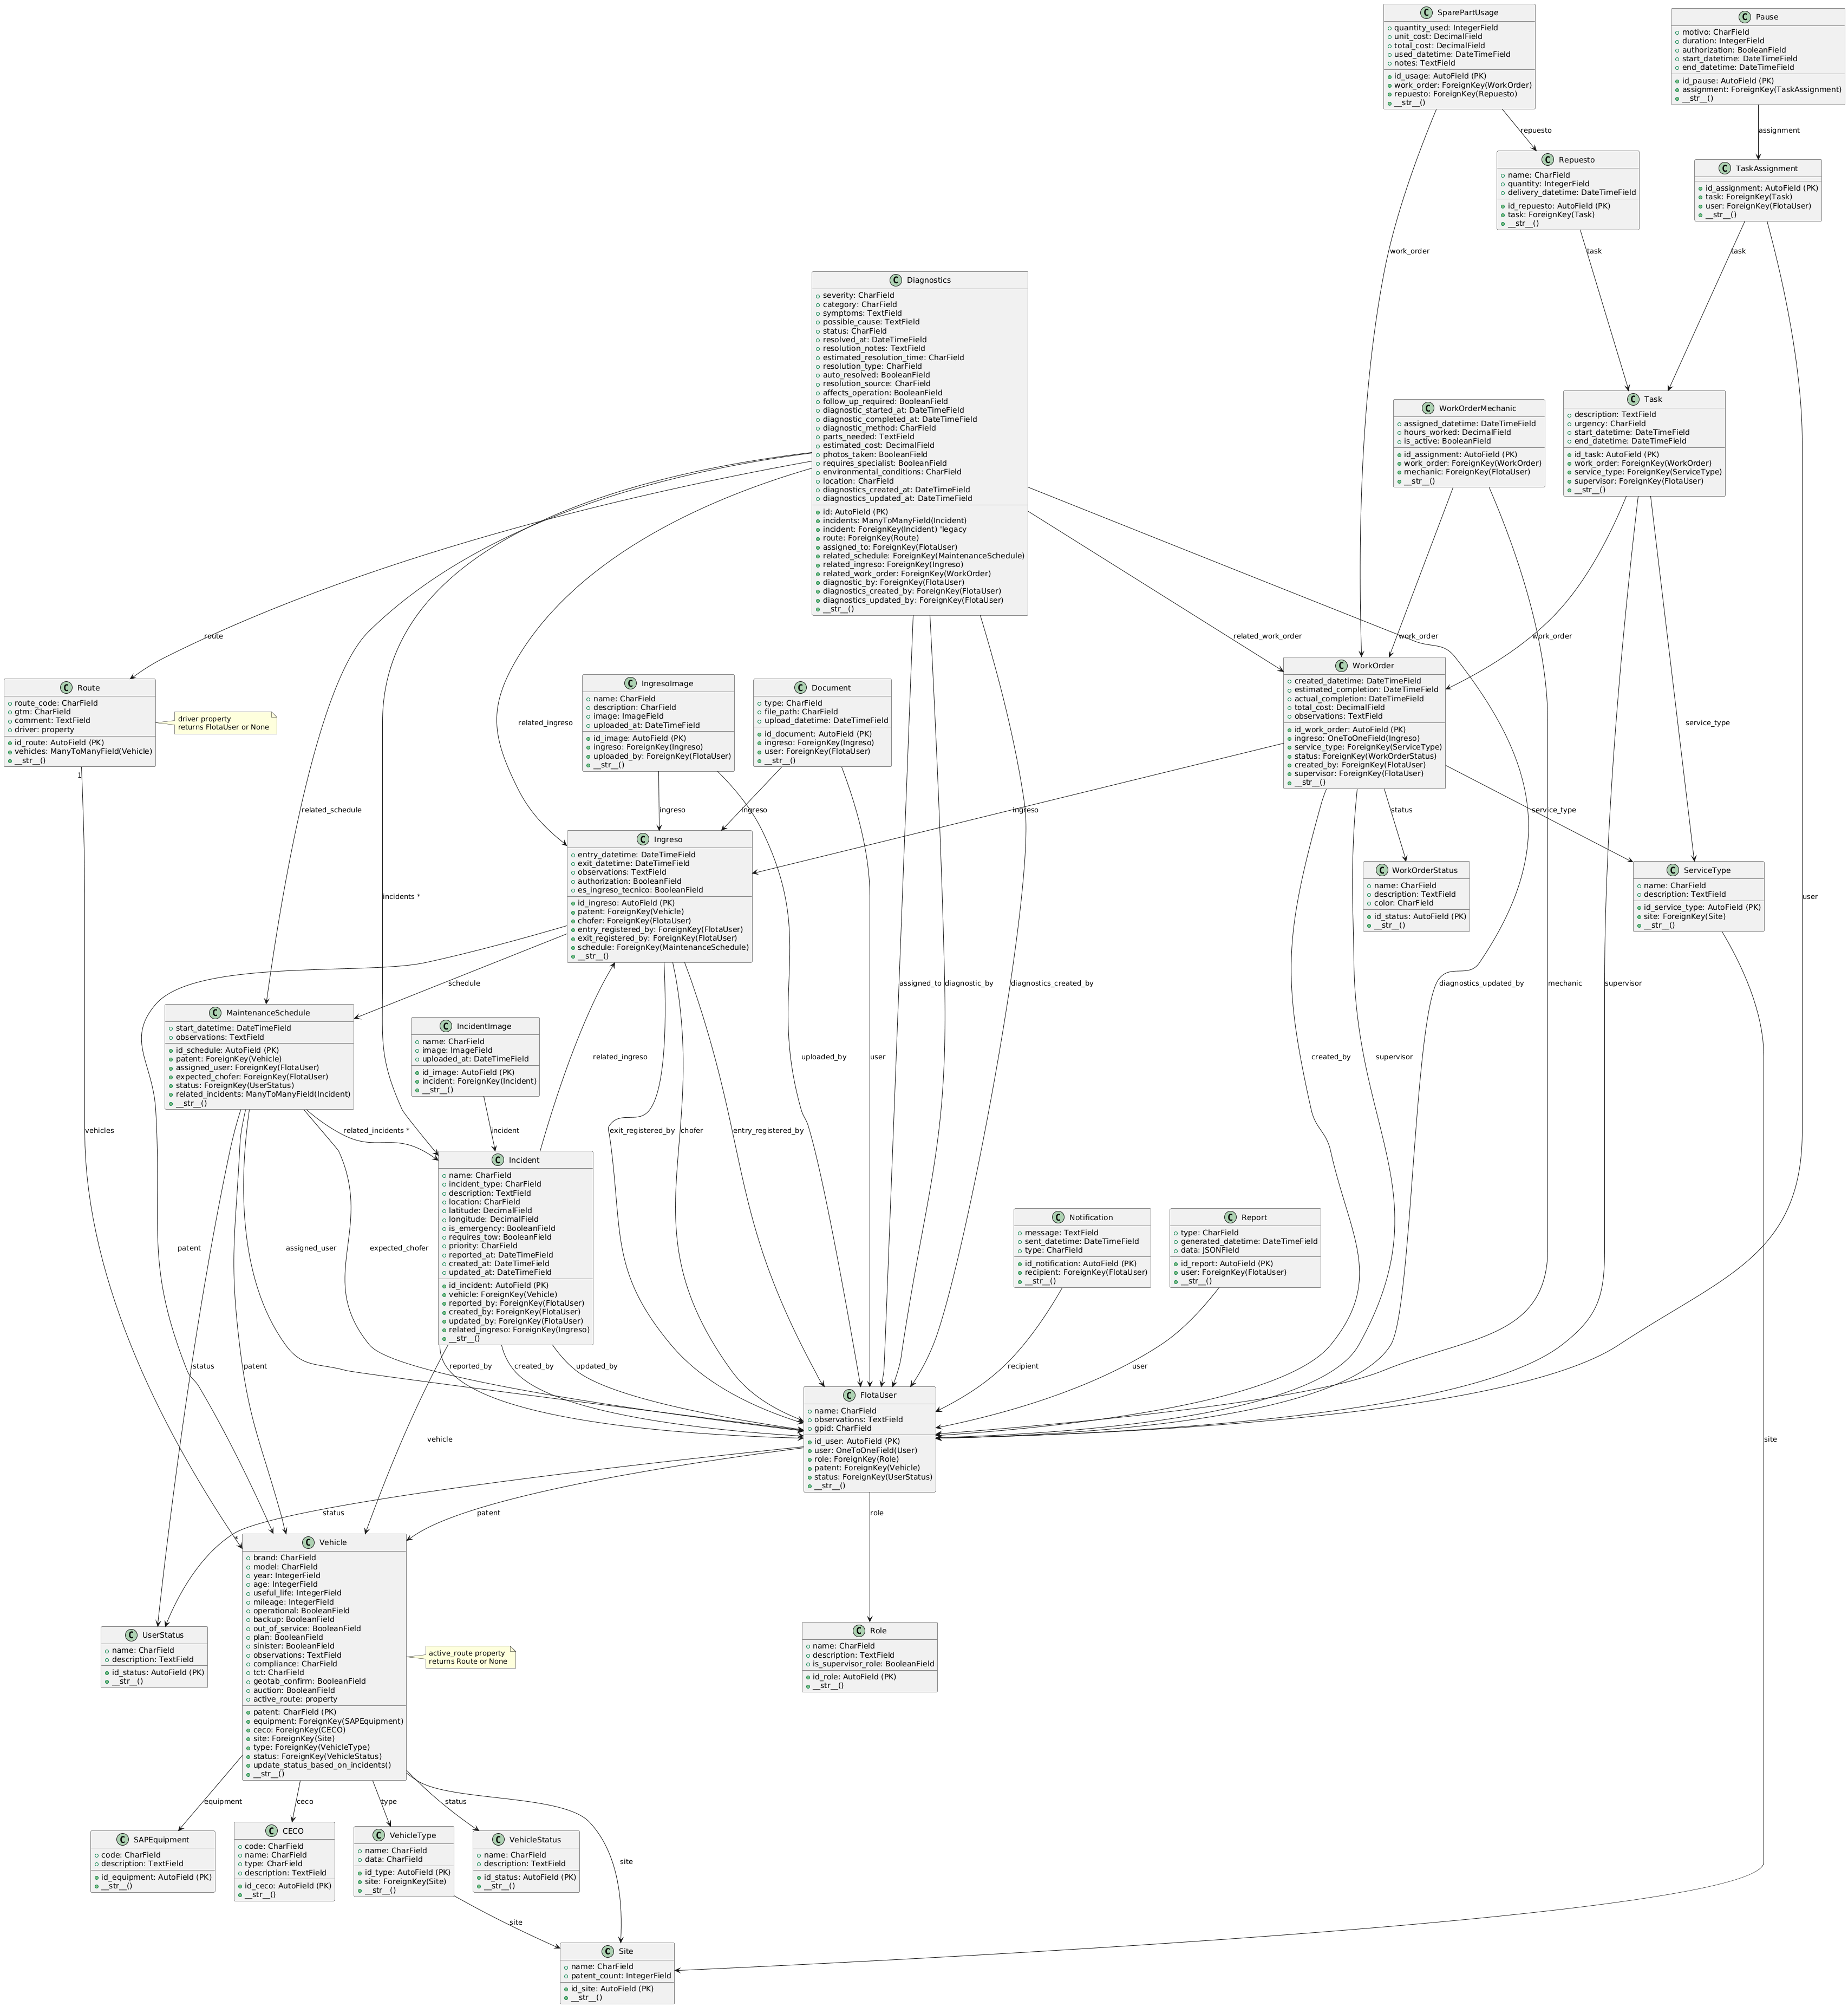 SparePartUsage
quantity_used: IntegerField
unit_cost: DecimalField
total_cost: DecimalField
used_datetime: DateTimeField
notes: TextField
id_usage: AutoField (PK)
work_order: ForeignKey(WorkOrder)
repuesto: ForeignKey(Repuesto)
__str__()
Pause
motivo: CharField
duration: IntegerField
authorization: BooleanField
start_datetime: DateTimeField
end_datetime: DateTimeField
id_pause: AutoField (PK)
assignment: ForeignKey(TaskAssignment)
__str__()
repuesto
assignment
Repuesto
name: CharField
quantity: IntegerField
delivery_datetime: DateTimeField
id_repuesto: AutoField (PK)
task: ForeignKey(Task)
__str__()
TaskAssignment
id_assignment: AutoField (PK)
task: ForeignKey(Task)
user: ForeignKey(FlotaUser)
__str__()
work_order
task
task
Diagnostics
severity: CharField
category: CharField
symptoms: TextField
possible_cause: TextField
status: CharField
resolved_at: DateTimeField
resolution_notes: TextField
estimated_resolution_time: CharField
resolution_type: CharField
auto_resolved: BooleanField
resolution_source: CharField
affects_operation: BooleanField
follow_up_required: BooleanField
diagnostic_started_at: DateTimeField
diagnostic_completed_at: DateTimeField
diagnostic_method: CharField
parts_needed: TextField
estimated_cost: DecimalField
photos_taken: BooleanField
requires_specialist: BooleanField
environmental_conditions: CharField
location: CharField
diagnostics_created_at: DateTimeField
diagnostics_updated_at: DateTimeField
id: AutoField (PK)
incidents: ManyToManyField(Incident)
incident: ForeignKey(Incident) 'legacy
route: ForeignKey(Route)
assigned_to: ForeignKey(FlotaUser)
related_schedule: ForeignKey(MaintenanceSchedule)
related_ingreso: ForeignKey(Ingreso)
related_work_order: ForeignKey(WorkOrder)
diagnostic_by: ForeignKey(FlotaUser)
diagnostics_created_by: ForeignKey(FlotaUser)
diagnostics_updated_by: ForeignKey(FlotaUser)
__str__()
WorkOrderMechanic
assigned_datetime: DateTimeField
hours_worked: DecimalField
is_active: BooleanField
id_assignment: AutoField (PK)
work_order: ForeignKey(WorkOrder)
mechanic: ForeignKey(FlotaUser)
__str__()
Task
description: TextField
urgency: CharField
start_datetime: DateTimeField
end_datetime: DateTimeField
id_task: AutoField (PK)
work_order: ForeignKey(WorkOrder)
service_type: ForeignKey(ServiceType)
supervisor: ForeignKey(FlotaUser)
__str__()
route
related_work_order
work_order
work_order
Route
route_code: CharField
gtm: CharField
comment: TextField
driver: property
id_route: AutoField (PK)
vehicles: ManyToManyField(Vehicle)
__str__()
driver property
returns FlotaUser or None
related_ingreso
IngresoImage
name: CharField
description: CharField
image: ImageField
uploaded_at: DateTimeField
id_image: AutoField (PK)
ingreso: ForeignKey(Ingreso)
uploaded_by: ForeignKey(FlotaUser)
__str__()
Document
type: CharField
file_path: CharField
upload_datetime: DateTimeField
id_document: AutoField (PK)
ingreso: ForeignKey(Ingreso)
user: ForeignKey(FlotaUser)
__str__()
WorkOrder
created_datetime: DateTimeField
estimated_completion: DateTimeField
actual_completion: DateTimeField
total_cost: DecimalField
observations: TextField
id_work_order: AutoField (PK)
ingreso: OneToOneField(Ingreso)
service_type: ForeignKey(ServiceType)
status: ForeignKey(WorkOrderStatus)
created_by: ForeignKey(FlotaUser)
supervisor: ForeignKey(FlotaUser)
__str__()
service_type
1
related_schedule
ingreso
ingreso
ingreso
status
service_type
Ingreso
entry_datetime: DateTimeField
exit_datetime: DateTimeField
observations: TextField
authorization: BooleanField
es_ingreso_tecnico: BooleanField
id_ingreso: AutoField (PK)
patent: ForeignKey(Vehicle)
chofer: ForeignKey(FlotaUser)
entry_registered_by: ForeignKey(FlotaUser)
exit_registered_by: ForeignKey(FlotaUser)
schedule: ForeignKey(MaintenanceSchedule)
__str__()
WorkOrderStatus
name: CharField
description: TextField
color: CharField
id_status: AutoField (PK)
__str__()
ServiceType
name: CharField
description: TextField
id_service_type: AutoField (PK)
site: ForeignKey(Site)
__str__()
incidents *
user
schedule
assigned_to
diagnostic_by
diagnostics_created_by
diagnostics_updated_by
mechanic
supervisor
MaintenanceSchedule
start_datetime: DateTimeField
observations: TextField
id_schedule: AutoField (PK)
patent: ForeignKey(Vehicle)
assigned_user: ForeignKey(FlotaUser)
expected_chofer: ForeignKey(FlotaUser)
status: ForeignKey(UserStatus)
related_incidents: ManyToManyField(Incident)
__str__()
IncidentImage
name: CharField
image: ImageField
uploaded_at: DateTimeField
id_image: AutoField (PK)
incident: ForeignKey(Incident)
__str__()
related_ingreso
uploaded_by
user
created_by
supervisor
vehicles
related_incidents *
incident
exit_registered_by
chofer
entry_registered_by
Incident
name: CharField
incident_type: CharField
description: TextField
location: CharField
latitude: DecimalField
longitude: DecimalField
is_emergency: BooleanField
requires_tow: BooleanField
priority: CharField
reported_at: DateTimeField
created_at: DateTimeField
updated_at: DateTimeField
id_incident: AutoField (PK)
vehicle: ForeignKey(Vehicle)
reported_by: ForeignKey(FlotaUser)
created_by: ForeignKey(FlotaUser)
updated_by: ForeignKey(FlotaUser)
related_ingreso: ForeignKey(Ingreso)
__str__()
patent
assigned_user
expected_chofer
Notification
message: TextField
sent_datetime: DateTimeField
type: CharField
id_notification: AutoField (PK)
recipient: ForeignKey(FlotaUser)
__str__()
Report
type: CharField
generated_datetime: DateTimeField
data: JSONField
id_report: AutoField (PK)
user: ForeignKey(FlotaUser)
__str__()
status
patent
reported_by
created_by
updated_by
recipient
user
vehicle
site
FlotaUser
name: CharField
observations: TextField
gpid: CharField
id_user: AutoField (PK)
user: OneToOneField(User)
role: ForeignKey(Role)
patent: ForeignKey(Vehicle)
status: ForeignKey(UserStatus)
__str__()
status
patent
role
*
Vehicle
brand: CharField
model: CharField
year: IntegerField
age: IntegerField
useful_life: IntegerField
mileage: IntegerField
operational: BooleanField
backup: BooleanField
out_of_service: BooleanField
plan: BooleanField
sinister: BooleanField
observations: TextField
compliance: CharField
tct: CharField
geotab_confirm: BooleanField
auction: BooleanField
active_route: property
patent: CharField (PK)
equipment: ForeignKey(SAPEquipment)
ceco: ForeignKey(CECO)
site: ForeignKey(Site)
type: ForeignKey(VehicleType)
status: ForeignKey(VehicleStatus)
update_status_based_on_incidents()
__str__()
UserStatus
name: CharField
description: TextField
id_status: AutoField (PK)
__str__()
active_route property
returns Route or None
Role
name: CharField
description: TextField
is_supervisor_role: BooleanField
id_role: AutoField (PK)
__str__()
equipment
ceco
type
status
site
SAPEquipment
code: CharField
description: TextField
id_equipment: AutoField (PK)
__str__()
CECO
code: CharField
name: CharField
type: CharField
description: TextField
id_ceco: AutoField (PK)
__str__()
VehicleType
name: CharField
data: CharField
id_type: AutoField (PK)
site: ForeignKey(Site)
__str__()
VehicleStatus
name: CharField
description: TextField
id_status: AutoField (PK)
__str__()
site
Site
name: CharField
patent_count: IntegerField
id_site: AutoField (PK)
__str__()